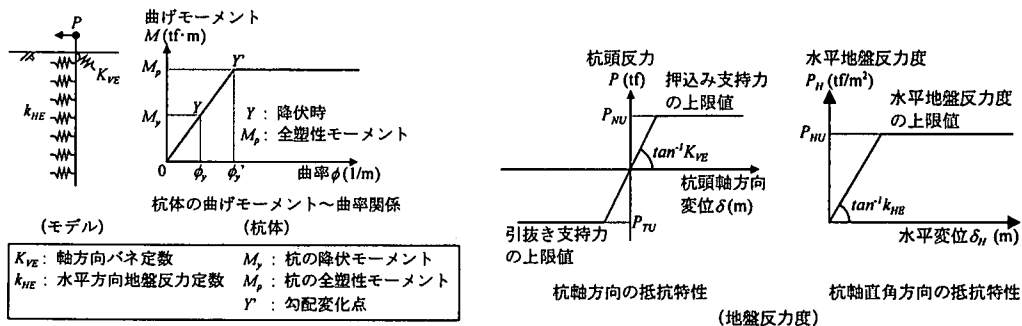 P
K_VE
k_HE
(モデル)
曲げモーメント
M (tf·m)
M_p
M_y
Y'
Y
Y : 降伏時
M_p : 全塑性モーメント
0
φ_y
φ_y'
曲率φ (1/m)
杭体の曲げモーメント〜曲率関係
(杭体)
K_VE : 軸方向バネ定数
k_HE : 水平方向地盤反力定数
M_y : 杭の降伏モーメント
M_p : 杭の全塑性モーメント
Y' : 勾配変化点
杭頭反力
P (tf)
押込み支持力
の上限値
P_NU
tan⁻¹K_VE
杭頭軸方向
変位δ(m)
P_TU
引抜き支持力
の上限値
杭軸方向の抵抗特性
水平地盤反力度
P_H (tf/m²)
水平地盤反力度
の上限値
P_HU
tan⁻¹k_HE
0
水平変位δ_H (m)
杭軸直角方向の抵抗特性
(地盤反力度)